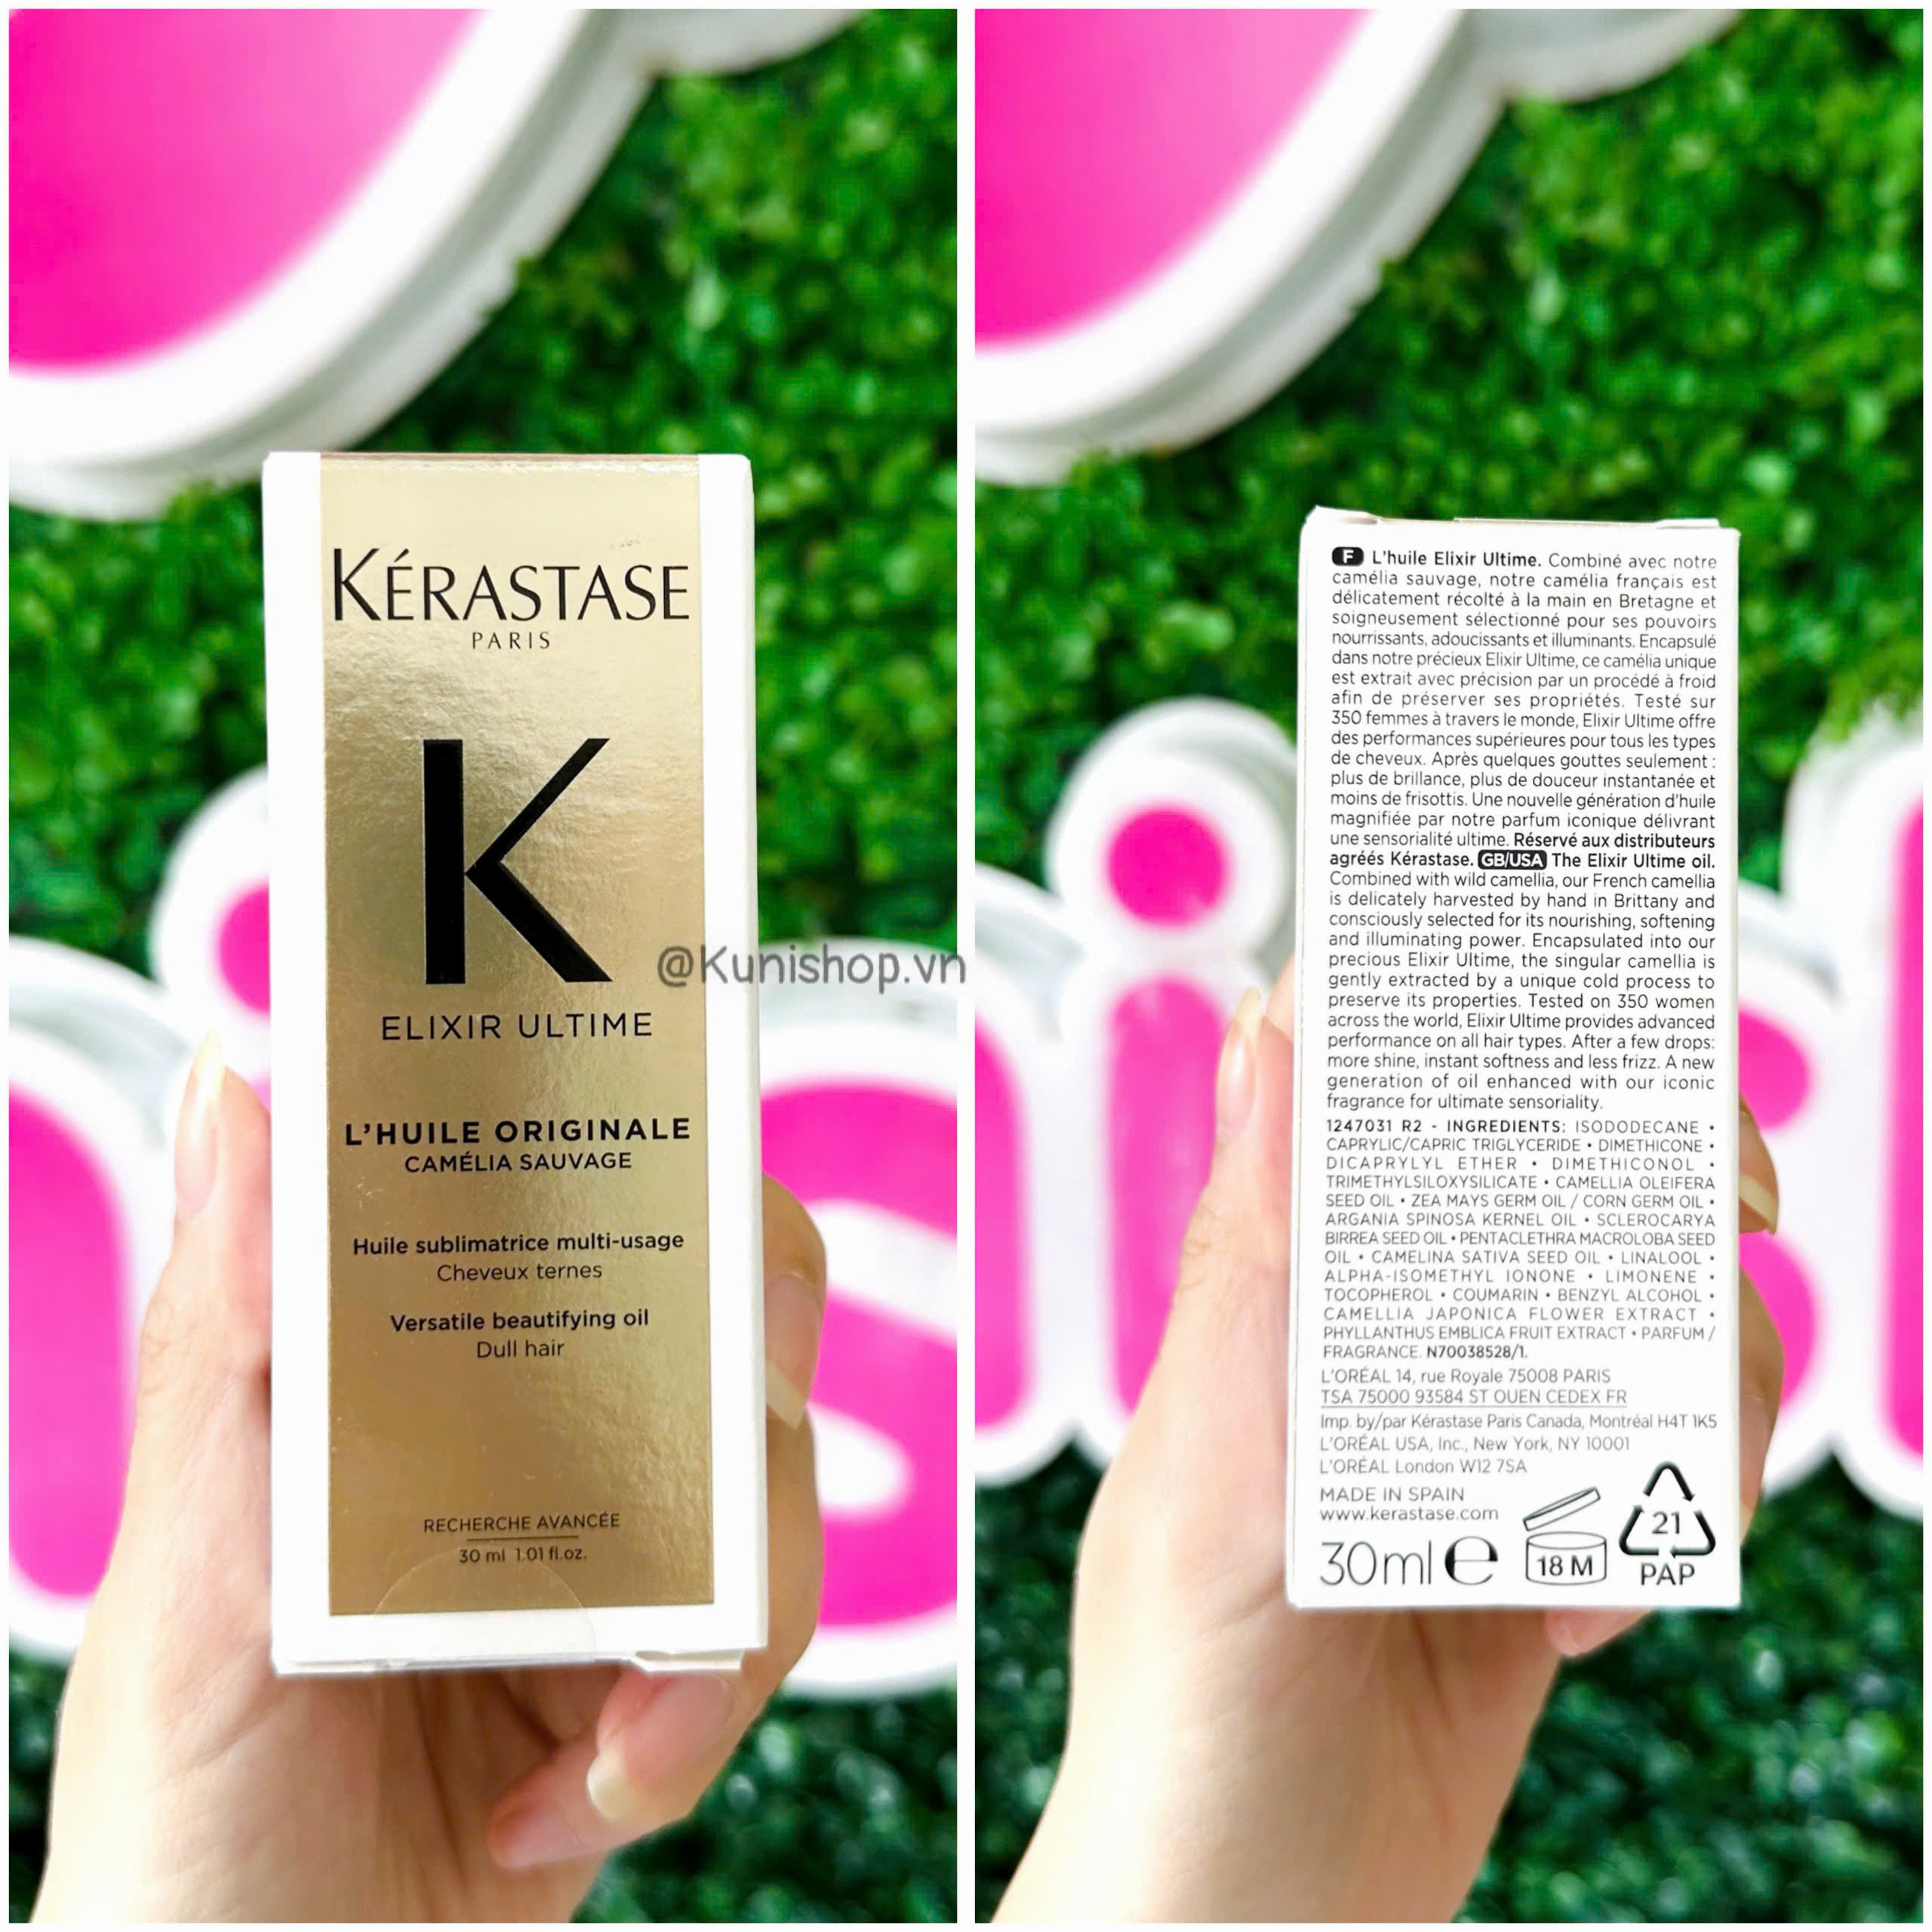 KÉRASTASE
PARIS
K
ELIXIR ULTIME
L'HUILE ORIGINALE
CAMÉLIA SAUVAGE
Huile sublimatrice multi-usage
Cheveux ternes
Versatile beautifying oil
Dull hair
RECHERCHE AVANCÉE
30 ml 1.01 fl.oz.
@Kunishop.vn
F L'huile Elixir Ultime. Combiné avec notre
camélia sauvage, notre camélia français est
délicatement récolté à la main en Bretagne et
soigneusement sélectionné pour ses pouvoirs
nourrissants, adoucissants et illuminants. Encapsulé
dans notre précieux Elixir Ultime, ce camélia unique
est extrait avec précision par un procédé à froid
afin de préserver ses propriétés. Testé sur
350 femmes à travers le monde, Elixir Ultime offre
des performances supérieures pour tous les types
de cheveux. Après quelques gouttes seulement :
plus de brillance, plus de douceur instantanée et
moins de frisottis. Une nouvelle génération d'huile
magnifiée par notre parfum iconique délivrant
une sensorialité ultime. Réservé aux distributeurs
agréés Kérastase. GB/USA The Elixir Ultime oil.
Combined with wild camellia, our French camellia
is delicately harvested by hand in Brittany and
consciously selected for its nourishing, softening
and illuminating power. Encapsulated into our
precious Elixir Ultime, the singular camellia is
gently extracted by a unique cold process to
preserve its properties. Tested on 350 women
across the world, Elixir Ultime provides advanced
performance on all hair types. After a few drops:
more shine, instant softness and less frizz. A new
generation of oil enhanced with our iconic
fragrance for ultimate sensoriality.
1247031 R2 - INGREDIENTS: ISODODECANE •
CAPRYLIC/CAPRIC TRIGLYCERIDE • DIMETHICONE •
DICAPRYLYL ETHER • DIMETHICONOL •
TRIMETHYLSILOXYSILICATE • CAMELLIA OLEIFERA
SEED OIL • ZEA MAYS GERM OIL / CORN GERM OIL •
ARGANIA SPINOSA KERNEL OIL • SCLEROCARYA
BIRREA SEED OIL • PENTACLETHRA MACROLOBA SEED
OIL • CAMELINA SATIVA SEED OIL • LINALOOL •
ALPHA-ISOMETHYL IONONE • LIMONENE •
TOCOPHEROL • COUMARIN • BENZYL ALCOHOL •
CAMELLIA JAPONICA FLOWER EXTRACT •
PHYLLANTHUS EMBLICA FRUIT EXTRACT • PARFUM /
FRAGRANCE. N70038528/1.
L'ORÉAL 14, rue Royale 75008 PARIS
TSA 75000 93584 ST OUEN CEDEX FR
Imp. by/par Kérastase Paris Canada, Montréal H4T 1K5
L'ORÉAL USA, Inc., New York, NY 10001
L'ORÉAL London W12 7SA
MADE IN SPAIN
www.kerastase.com
30ml e
18 M
21
PAP